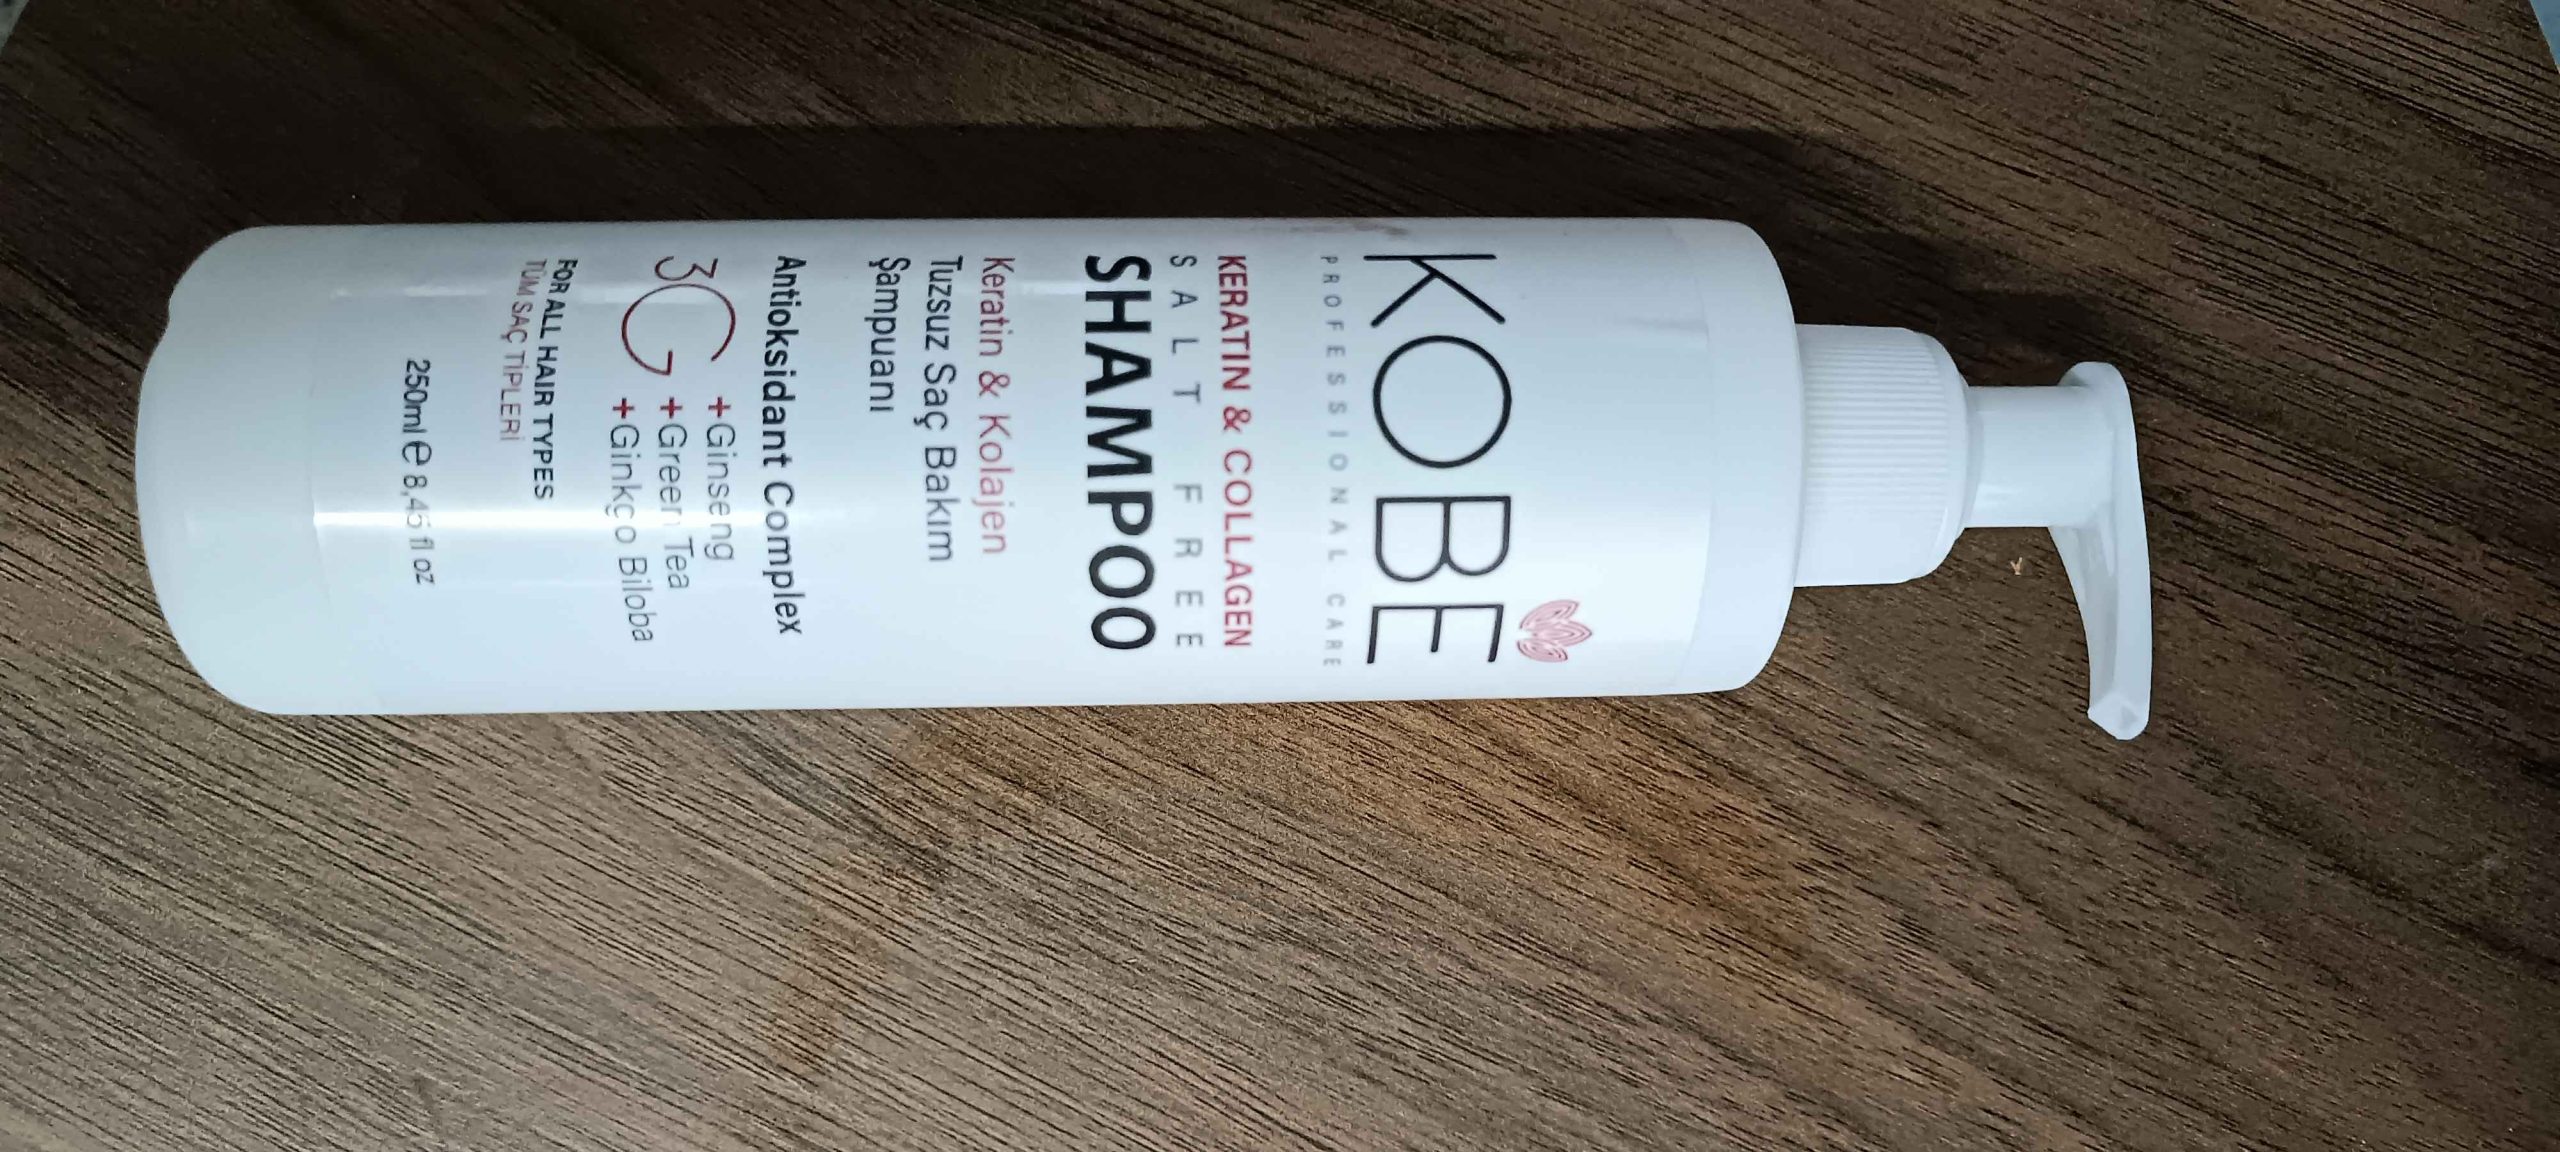 KOBE
PROFESSIONAL CARE
KERATIN & COLLAGEN
SALT FREE
SHAMPOO
Keratin & Kolajen
Tuzsuz Saç Bakım
Şampuanı
Antioksidant Complex
3G
+Ginseng
+Green Tea
+Ginkgo Biloba
FOR ALL HAIR TYPES
TÜM SAÇ TİPLERİ
250ml e 8,45 fl oz